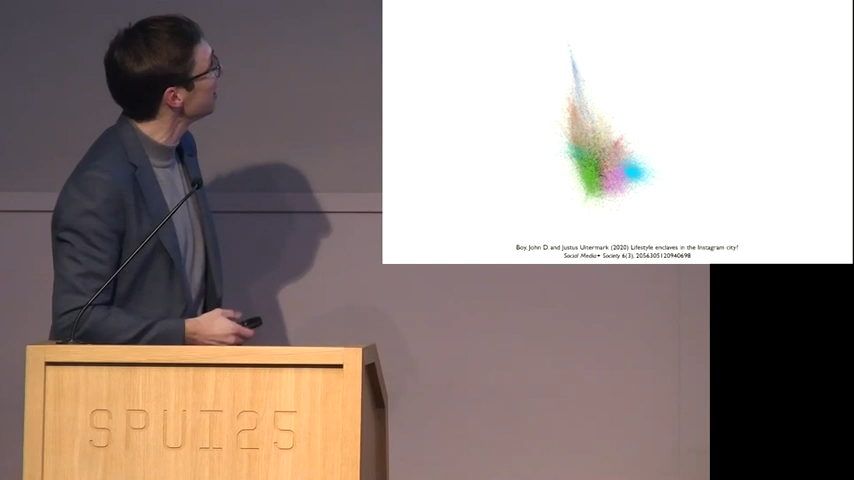 Boy, John D. and Justus Uitermark (2020) Lifestyle enclaves in the Instagram city?
Social Media+ Society 6(3), 2056305120940698
SPUI25